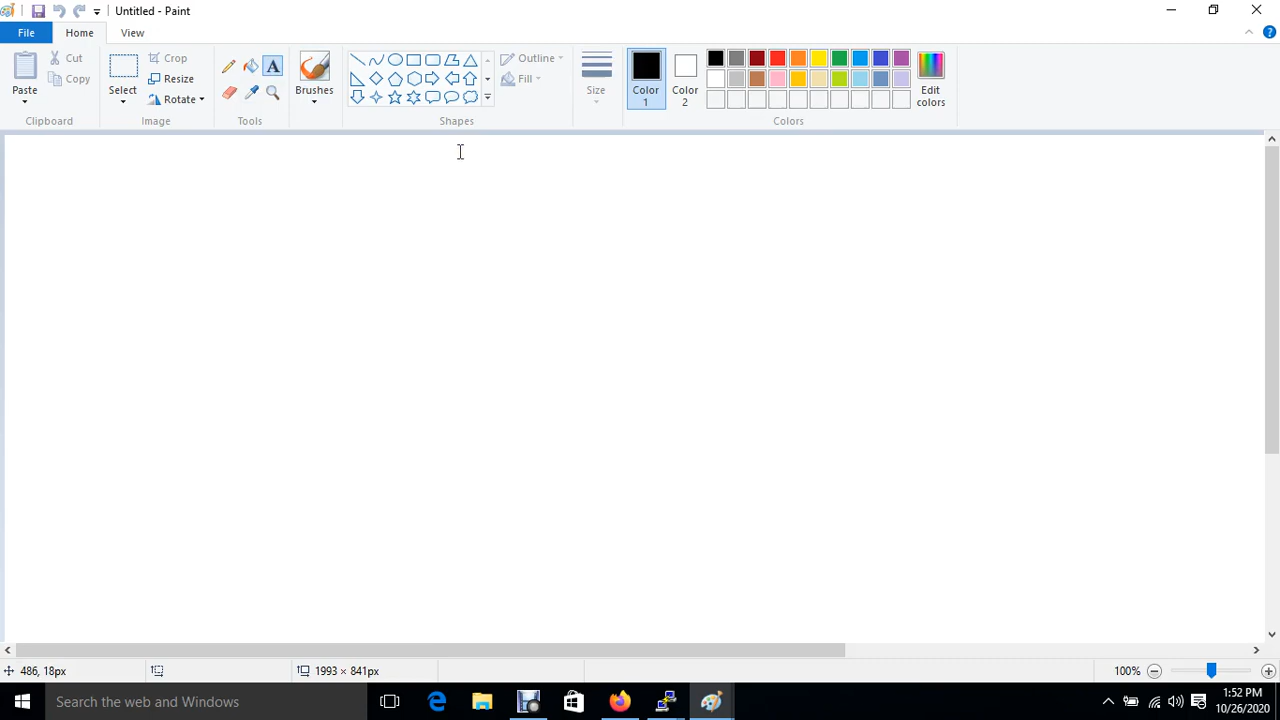 Untitled - Paint
File Home View
Paste Cut Copy Clipboard
Select Crop Resize Rotate Image
A Tools
Brushes
Shapes
Outline Fill
Size
Color 1 Color 2 Edit colors Colors
486, 18px 1993 × 841px 100%
Search the web and Windows 1:52 PM
10/26/2020